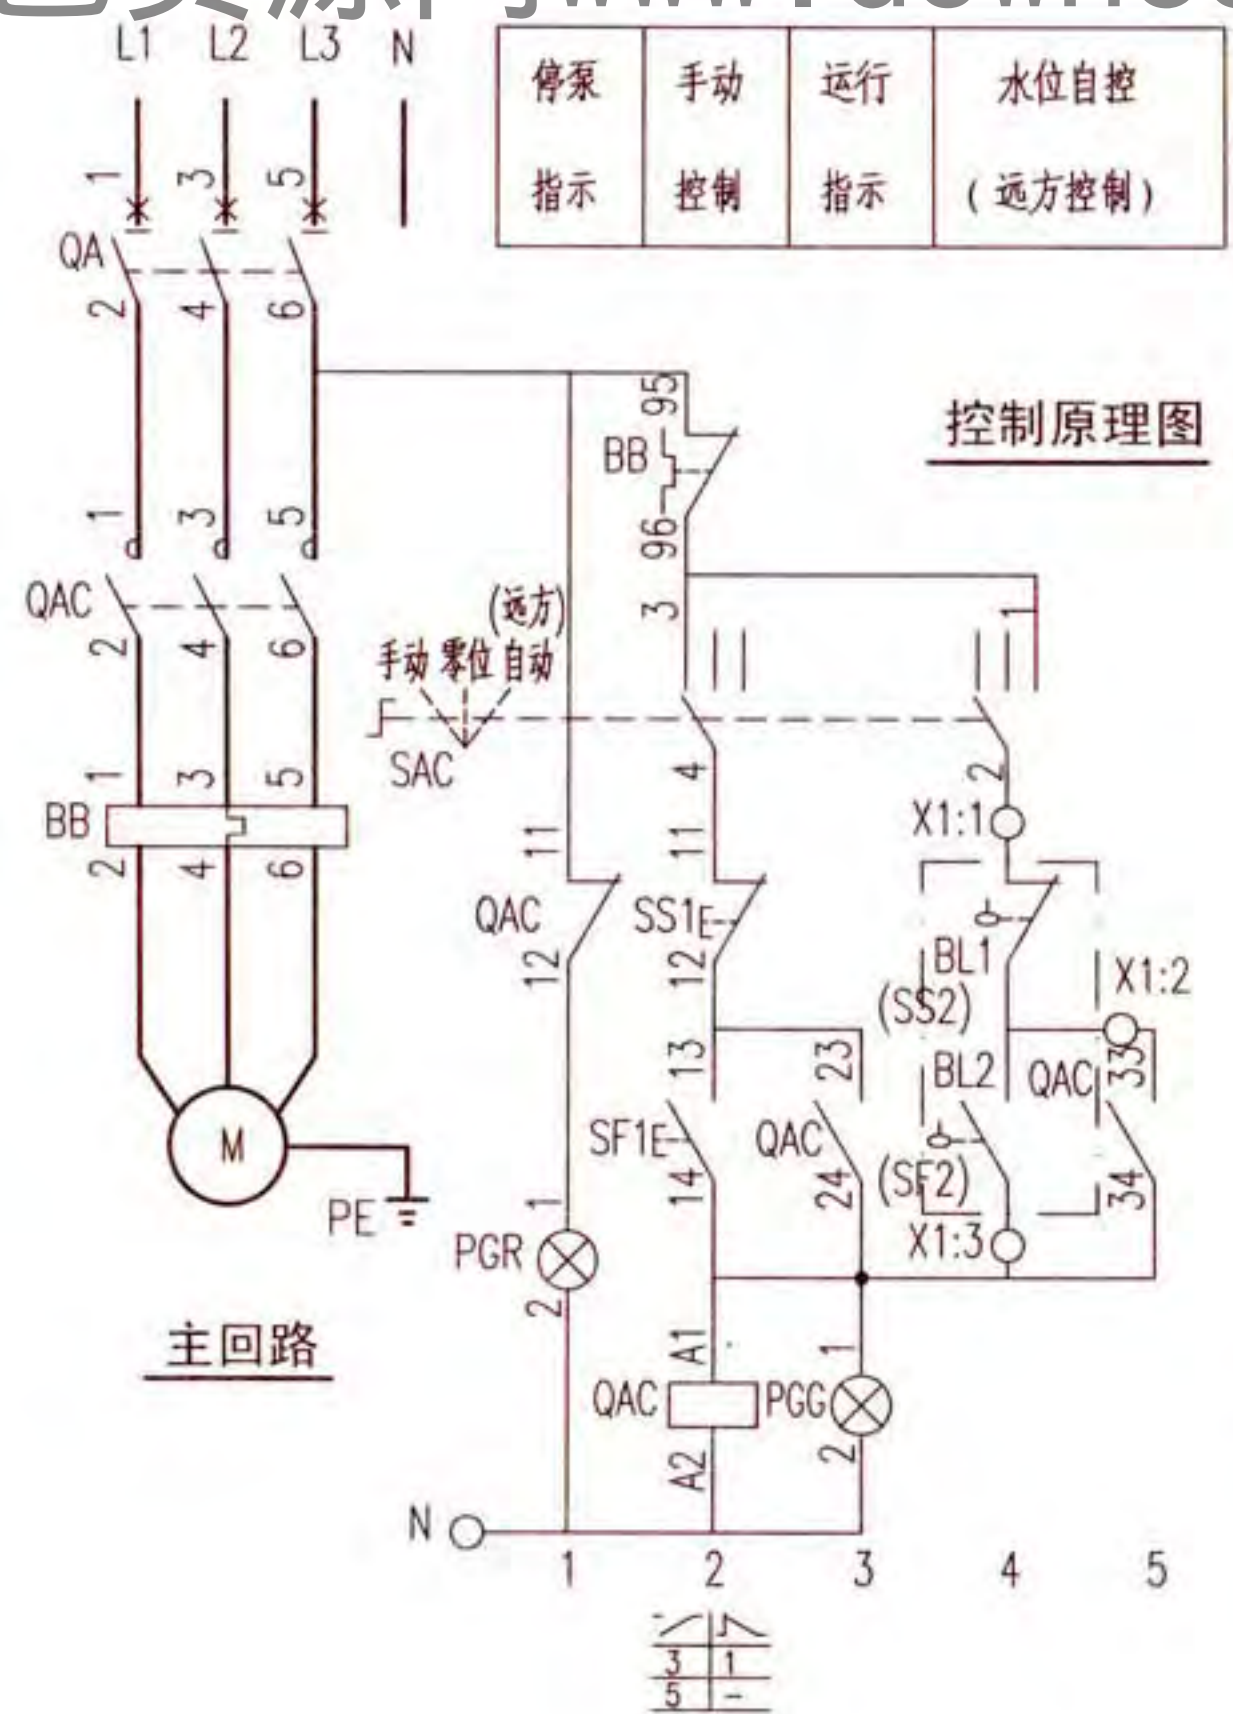 L1 L2 L3 N
停泵 手动 运行 水位自控
指示 控制 指示 (远方控制)
1 3 5
QA
2 4 6
95
控制原理图
BB
96
1 3 5
QAC
2 4 6
(远方)
手动 零位 自动
3 1
SAC
4 2
1 3 5
BB
2 4 6
X1:1
11 11
QAC SS1E
12 12
BL1
X1:2
(SS2)
13 23 BL2 QAC 33
SF1E QAC
14 24 (SF2) 34
M
PE
1
PGR
X1:3
2
主回路
A1 1
QAC PGG
A2 2
N
1 2 3 4 5
3 1
5 -